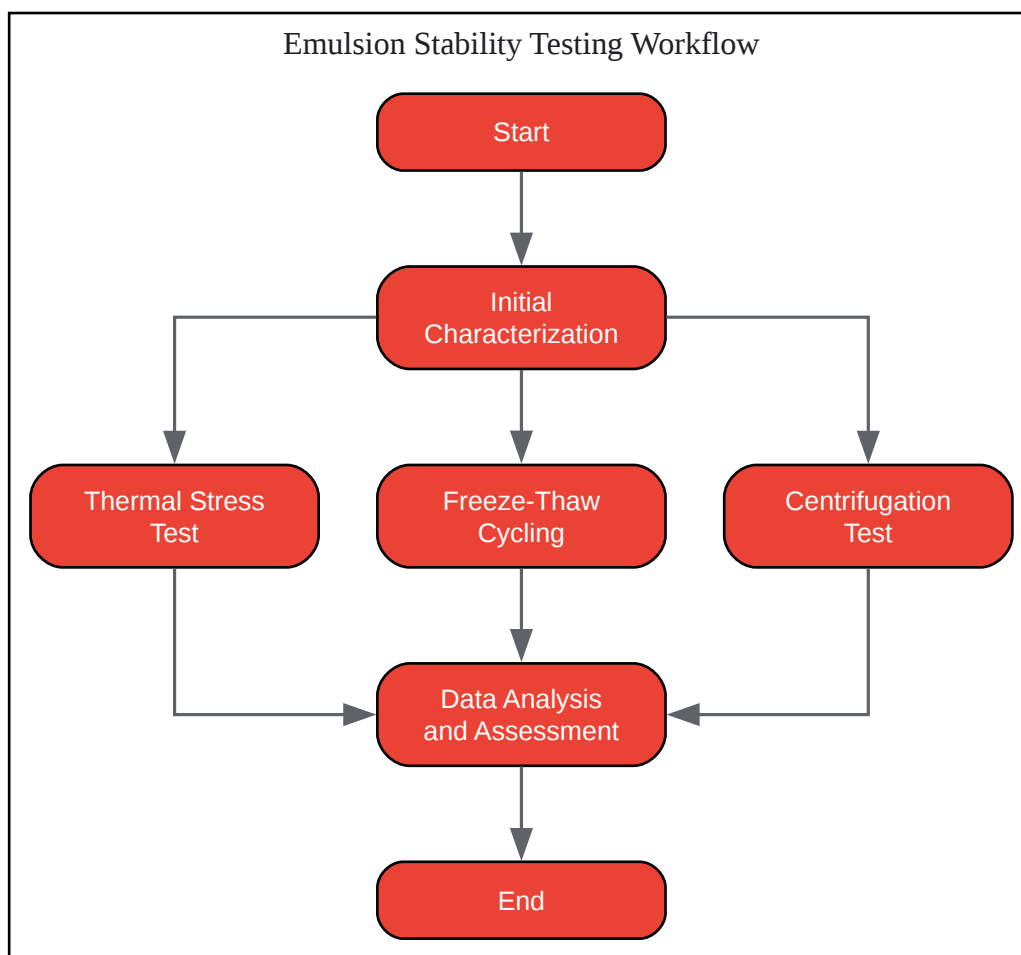 Emulsion Stability Testing Workflow
Start
Initial
Characterization
Thermal Stress
Test
Freeze-Thaw
Cycling
Centrifugation
Test
Data Analysis
and Assessment
End